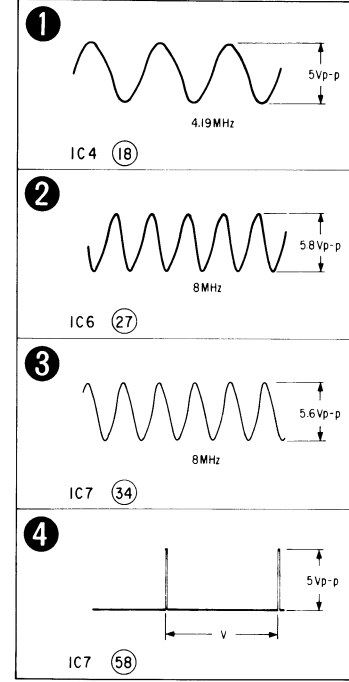 1
5Vp-p
4.19MHz
IC4 18
2
5.8Vp-p
8MHz
IC6 27
3
5.6Vp-p
8MHz
IC7 34
4
5Vp-p
V
IC7 58